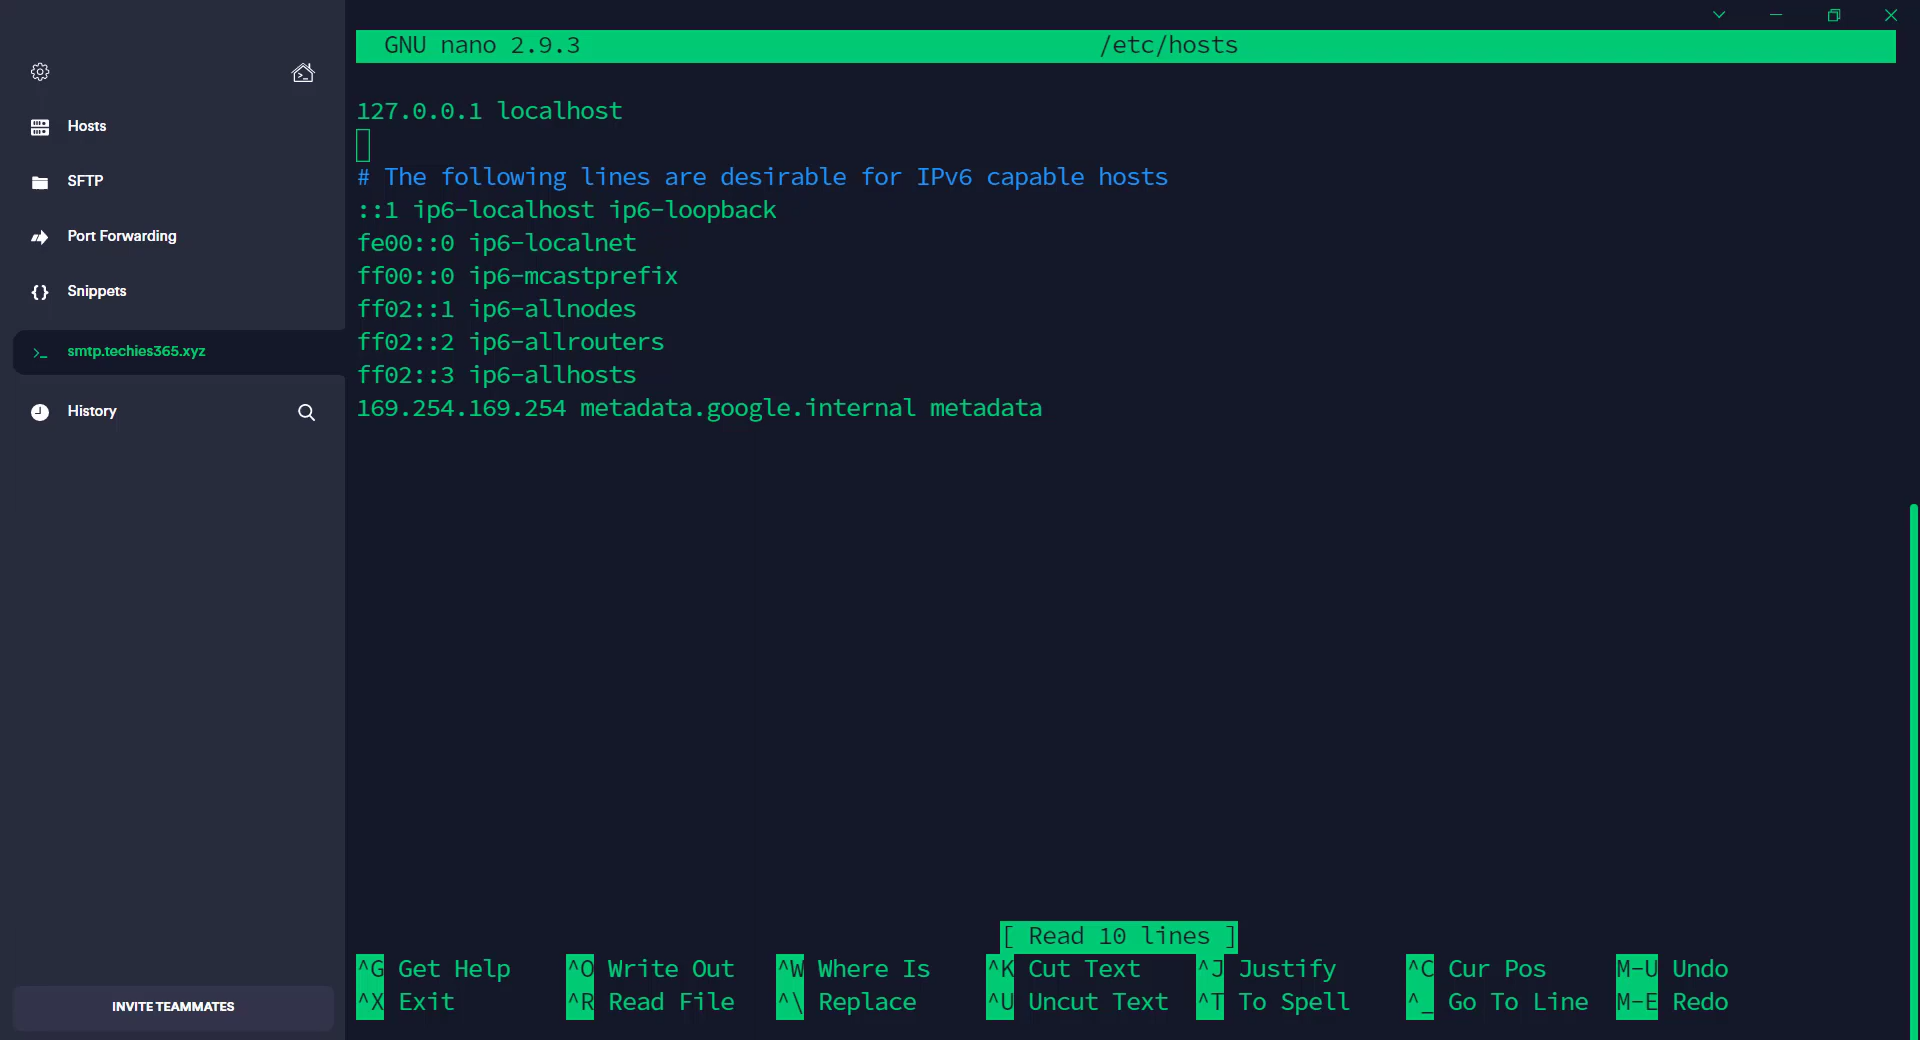 GNU nano 2.9.3 /etc/hosts
Hosts
SFTP
Port Forwarding
Snippets
smtp.techies365.xyz
History
INVITE TEAMMATES
127.0.0.1 localhost
# The following lines are desirable for IPv6 capable hosts
::1 ip6-localhost ip6-loopback
fe00::0 ip6-localnet
ff00::0 ip6-mcastprefix
ff02::1 ip6-allnodes
ff02::2 ip6-allrouters
ff02::3 ip6-allhosts
169.254.169.254 metadata.google.internal metadata
[ Read 10 lines ]
^G Get Help ^O Write Out ^W Where Is ^K Cut Text ^J Justify ^C Cur Pos M-U Undo
^X Exit ^R Read File ^\ Replace ^U Uncut Text ^T To Spell ^_ Go To Line M-E Redo